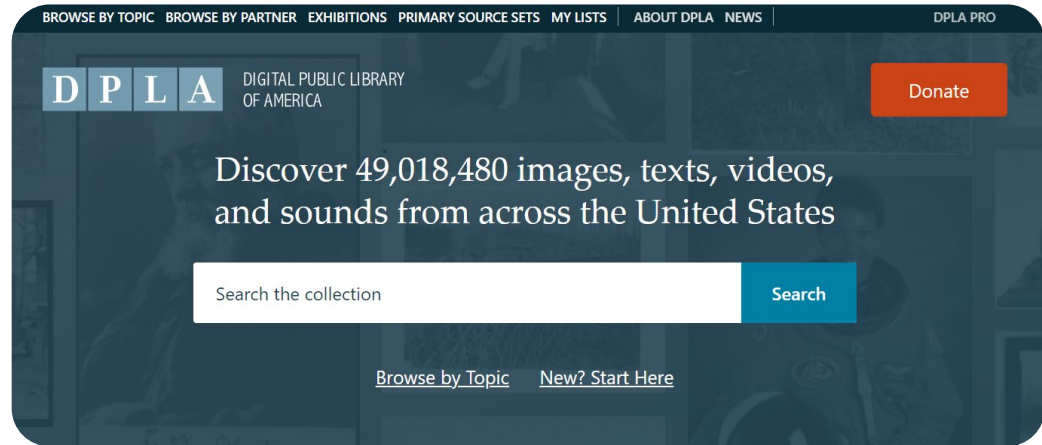 BROWSE BY TOPIC BROWSE BY PARTNER EXHIBITIONS PRIMARY SOURCE SETS MY LISTS ABOUT DPLA NEWS DPLA PRO
DPLA
DIGITAL PUBLIC LIBRARY
OF AMERICA
Donate
Discover 49,018,480 images, texts, videos,
and sounds from across the United States
Search the collection
Search
Browse by Topic New? Start Here